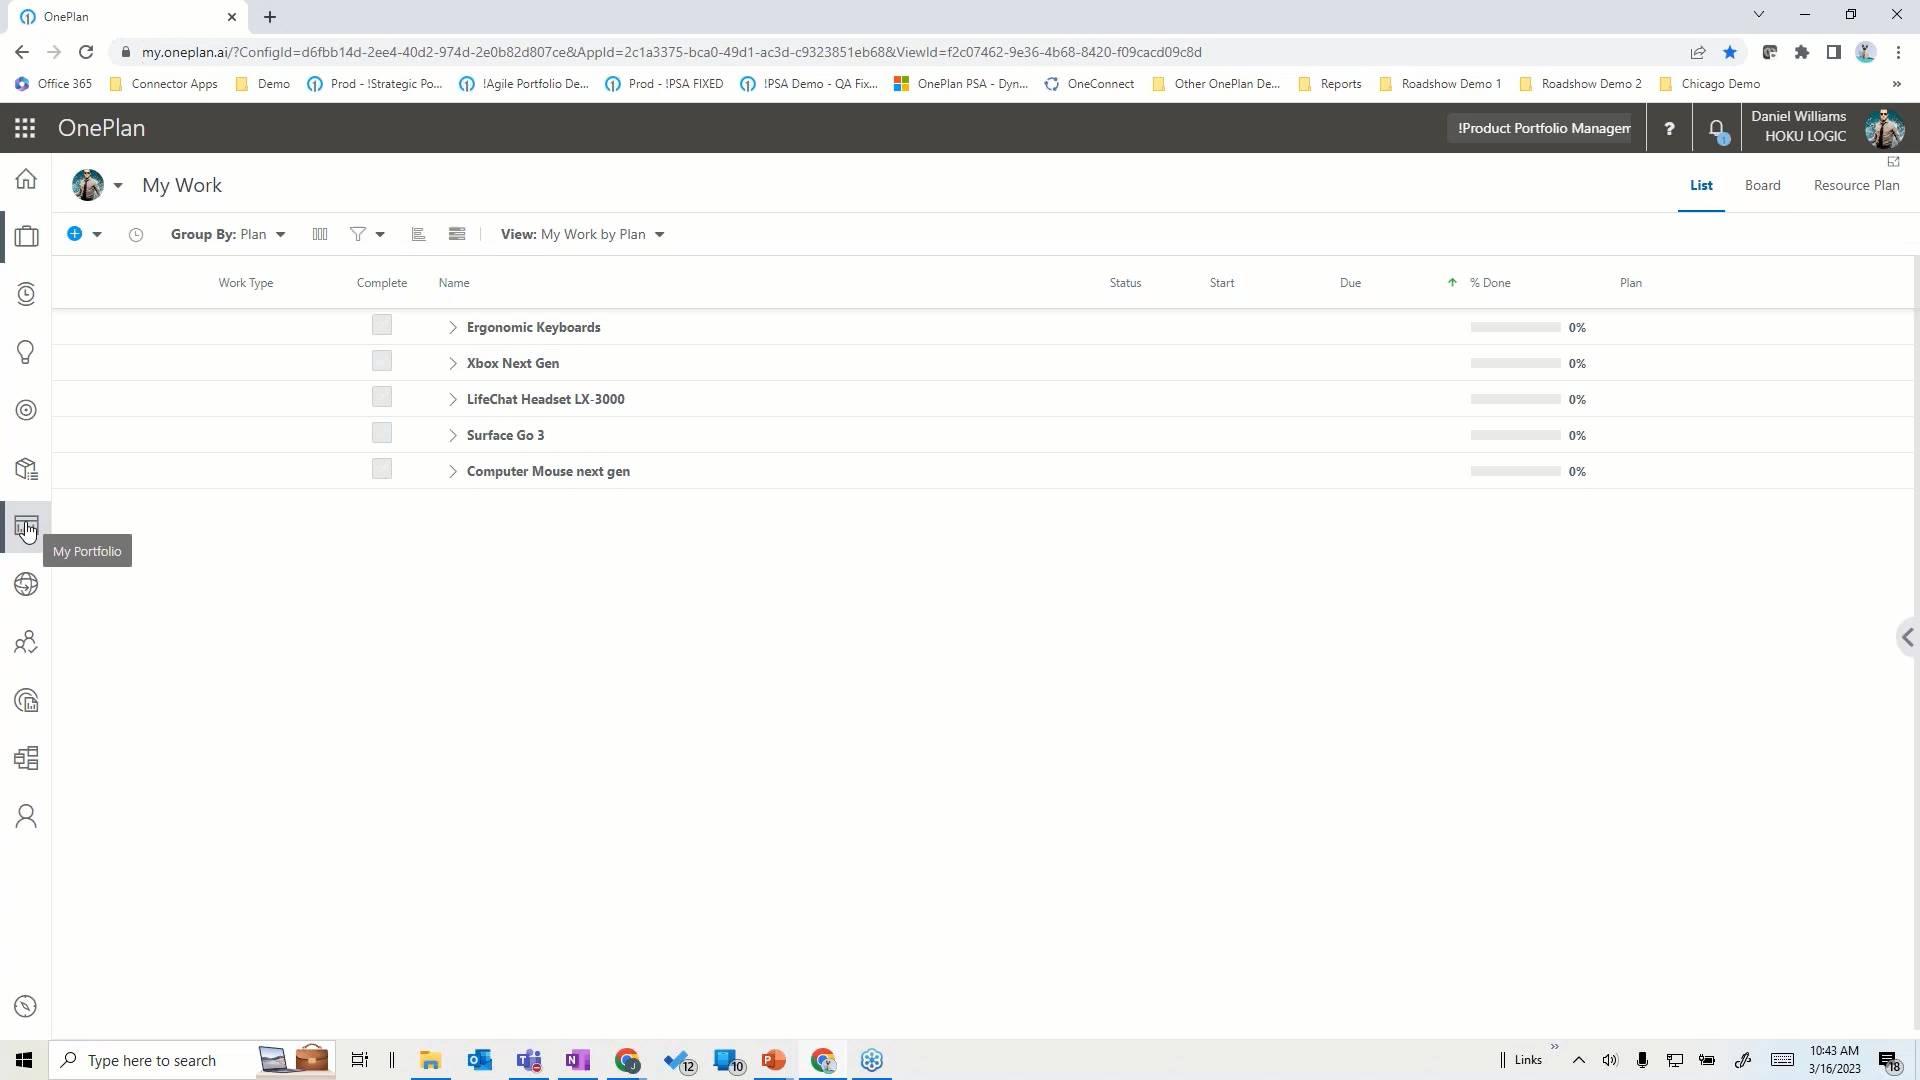 OnePlan
my.oneplan.ai/?ConfigId=d6fbb14d-2ee4-40d2-974d-2e0b82d807ce&AppId=2c1a3375-bca0-49d1-ac3d-c9323851eb68&ViewId=f2c07462-9e36-4b68-8420-f09cacd09c8d
Office 365 Connector Apps Demo Prod - !Strategic Po... !Agile Portfolio De... Prod - !PSA FIXED !PSA Demo - QA Fix... OnePlan PSA - Dyn... OneConnect Other OnePlan De... Reports Roadshow Demo 1 Roadshow Demo 2 Chicago Demo »
OnePlan !Product Portfolio Managem ? 1 Daniel Williams
HOKU LOGIC
My Work List Board Resource Plan
Group By: Plan View: My Work by Plan
Work Type Complete Name Status Start Due % Done Plan
Ergonomic Keyboards 0%
Xbox Next Gen 0%
LifeChat Headset LX-3000 0%
Surface Go 3 0%
Computer Mouse next gen 0%
My Portfolio
Type here to search 12 10 Links » 10:43 AM
3/16/2023 18